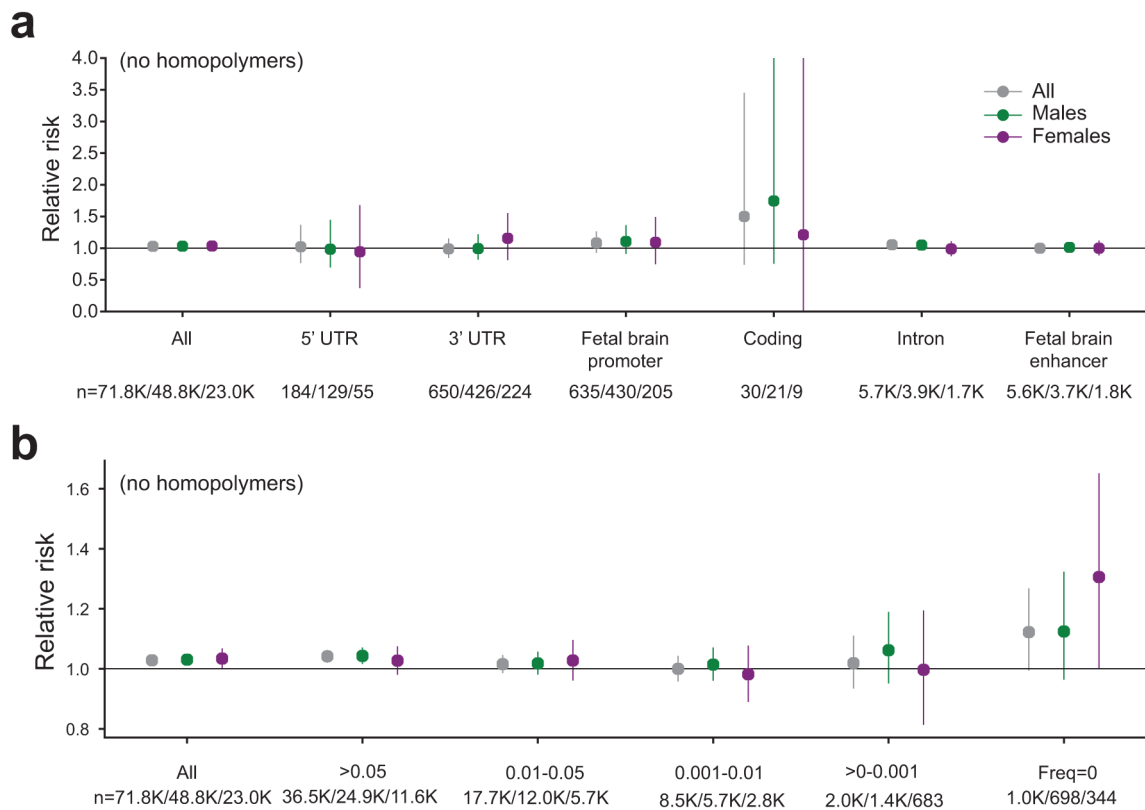 a
(no homopolymers)
All
Males
Females
Relative risk
4.0
3.5
3.0
2.5
2.0
1.5
1.0
0.5
0.0
All
5' UTR
3' UTR
Fetal brain
promoter
Coding
Intron
Fetal brain
enhancer
n=71.8K/48.8K/23.0K
184/129/55
650/426/224
635/430/205
30/21/9
5.7K/3.9K/1.7K
5.6K/3.7K/1.8K
b
(no homopolymers)
Relative risk
1.6
1.4
1.2
1.0
0.8
All
>0.05
0.01-0.05
0.001-0.01
>0-0.001
Freq=0
n=71.8K/48.8K/23.0K
36.5K/24.9K/11.6K
17.7K/12.0K/5.7K
8.5K/5.7K/2.8K
2.0K/1.4K/683
1.0K/698/344